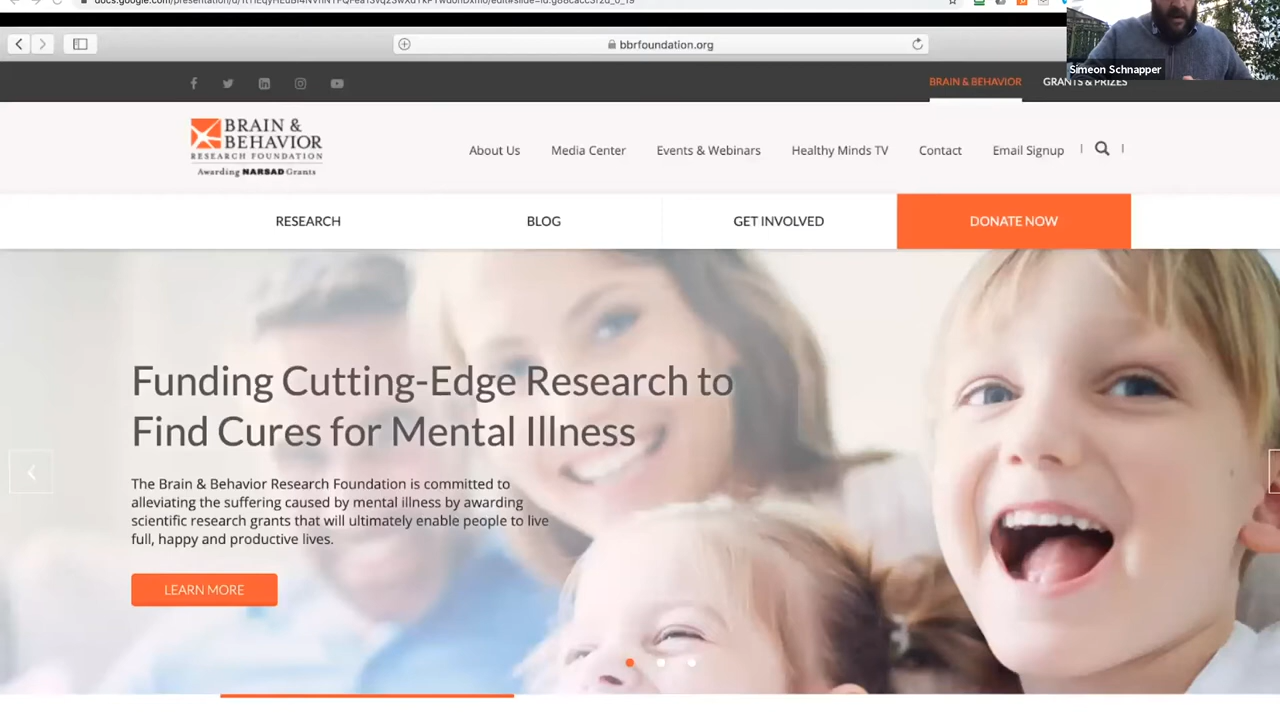 bbrfoundation.org
Simeon Schnapper
BRAIN & BEHAVIOR
GRANTS & PRIZES
BRAIN &
BEHAVIOR
RESEARCH FOUNDATION
Awarding NARSAD Grants
About Us
Media Center
Events & Webinars
Healthy Minds TV
Contact
Email Signup
RESEARCH
BLOG
GET INVOLVED
DONATE NOW
Funding Cutting-Edge Research to
Find Cures for Mental Illness
The Brain & Behavior Research Foundation is committed to
alleviating the suffering caused by mental illness by awarding
scientific research grants that will ultimately enable people to live
full, happy and productive lives.
LEARN MORE